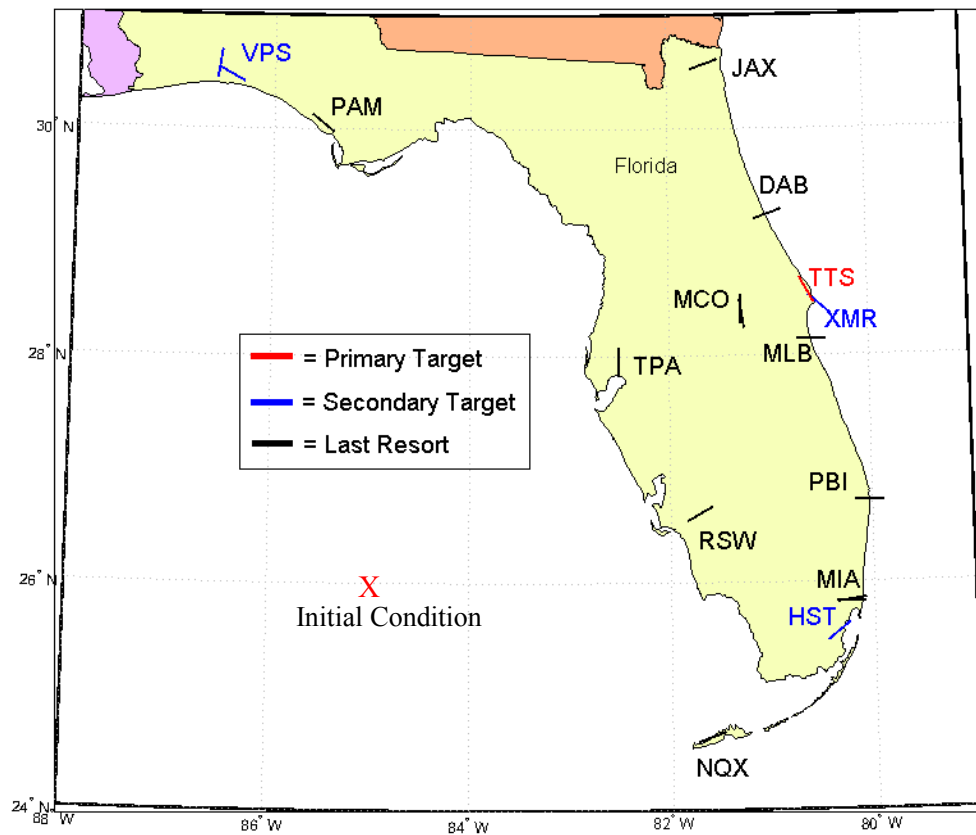 VPS
JAX
PAM
30° N
Florida
DAB
TTS
MCO
XMR
MLB
28° N
TPA
= Primary Target
= Secondary Target
= Last Resort
PBI
RSW
26° N
X
MIA
Initial Condition
HST
NQX
24° N
88° W
86° W
84° W
82° W
80° W